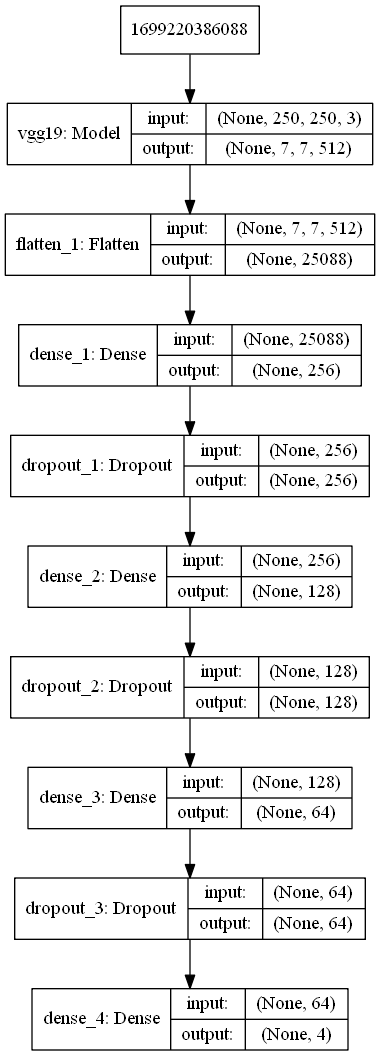 1699220386088
vgg19: Model
input: (None, 250, 250, 3)
output: (None, 7, 7, 512)
flatten_1: Flatten
input: (None, 7, 7, 512)
output: (None, 25088)
dense_1: Dense
input: (None, 25088)
output: (None, 256)
dropout_1: Dropout
input: (None, 256)
output: (None, 256)
dense_2: Dense
input: (None, 256)
output: (None, 128)
dropout_2: Dropout
input: (None, 128)
output: (None, 128)
dense_3: Dense
input: (None, 128)
output: (None, 64)
dropout_3: Dropout
input: (None, 64)
output: (None, 64)
dense_4: Dense
input: (None, 64)
output: (None, 4)